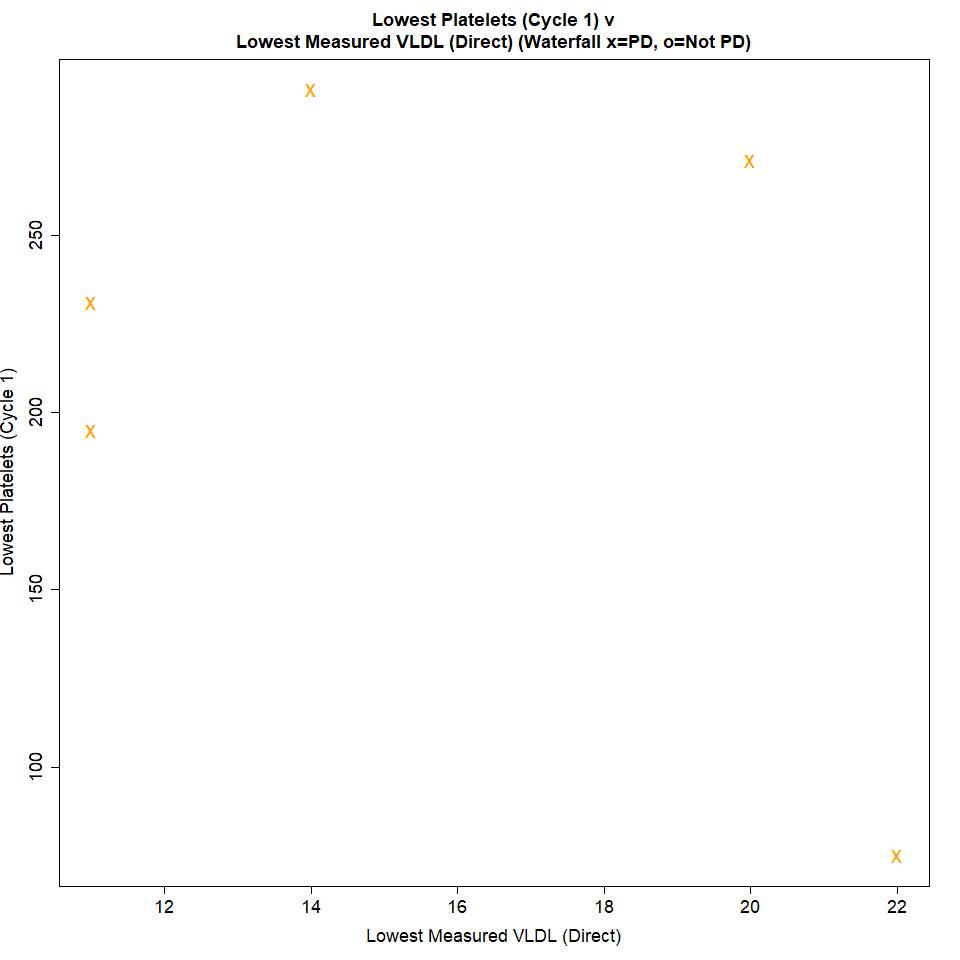 Lowest Platelets (Cycle 1) v
Lowest Measured VLDL (Direct) (Waterfall x=PD, o=Not PD)
Lowest Platelets (Cycle 1)
250
200
150
100
X
X
X
X
X
12 14 16 18 20 22
Lowest Measured VLDL (Direct)